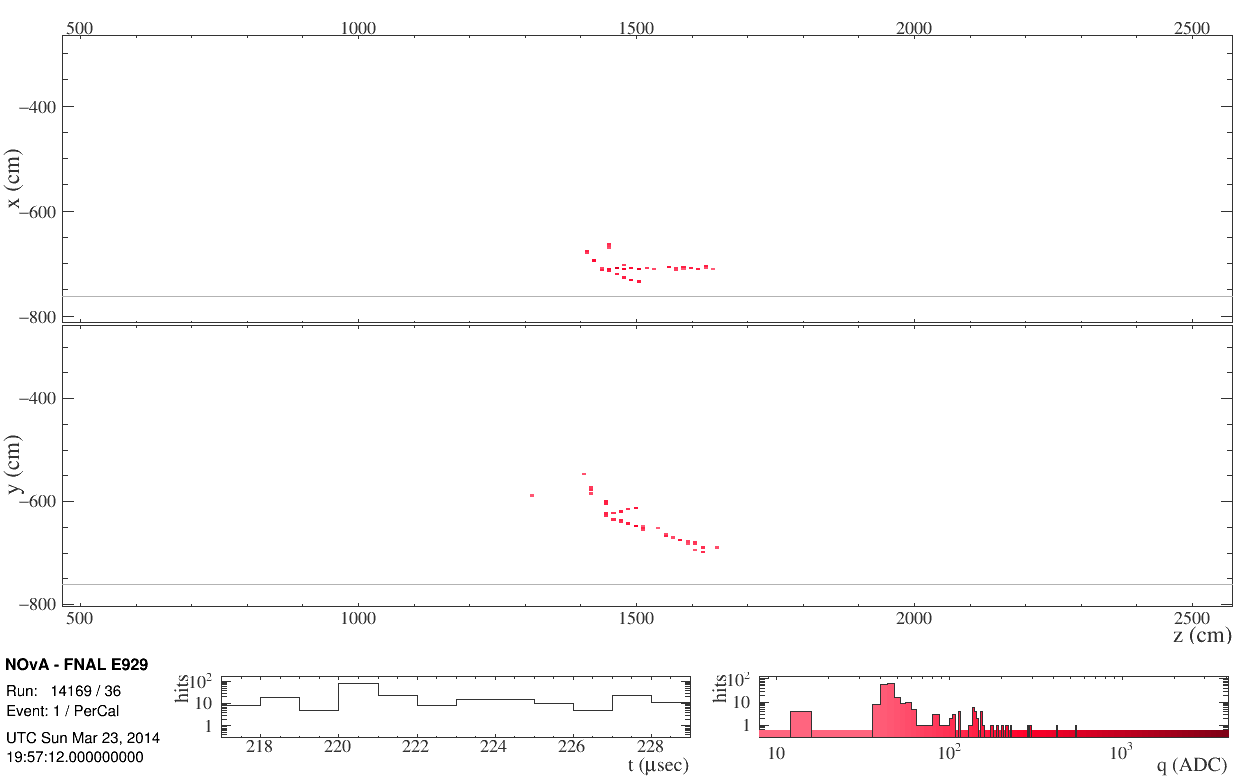 500 1000 1500 2000 2500
−400
x (cm)
−600
−800
−400
y (cm)
−600
−800
500 1000 1500 2000 2500
z (cm)
NOvA - FNAL E929
Run: 14169 / 36
Event: 1 / PerCal
UTC Sun Mar 23, 2014
19:57:12.000000000
hits
10²
10
1
218 220 222 224 226 228
t (μsec)
hits
10²
10
1
10 10² 10³
q (ADC)